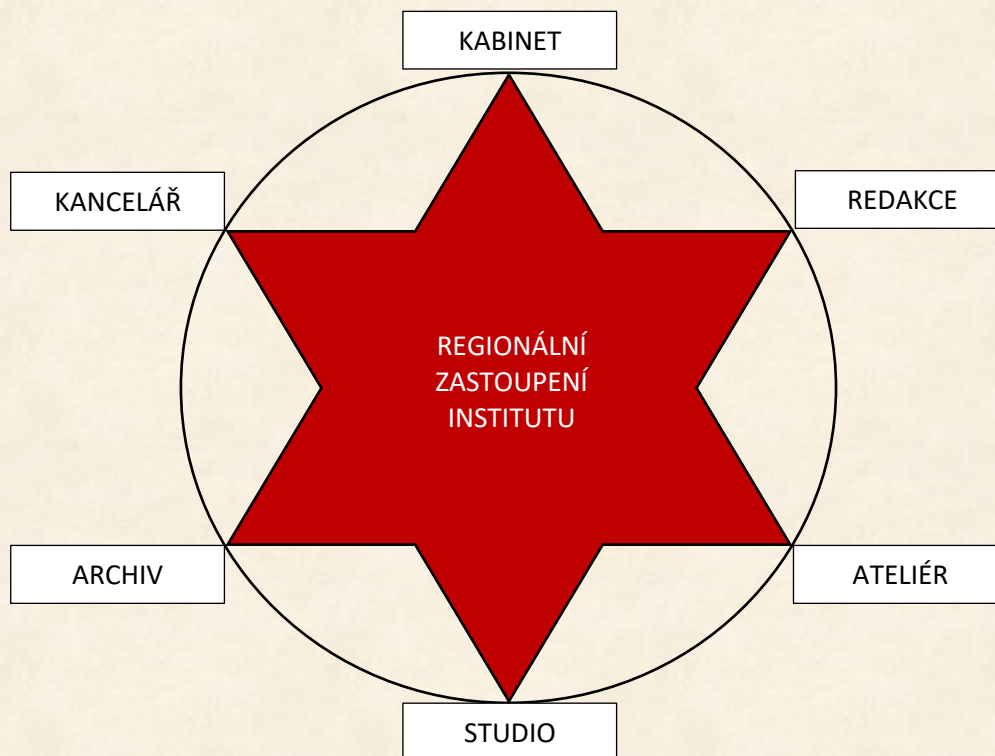 KABINET
KANCELÁŘ
REDAKCE
REGIONÁLNÍ
ZASTOUPENÍ
INSTITUTU
ARCHIV
ATELIÉR
STUDIO